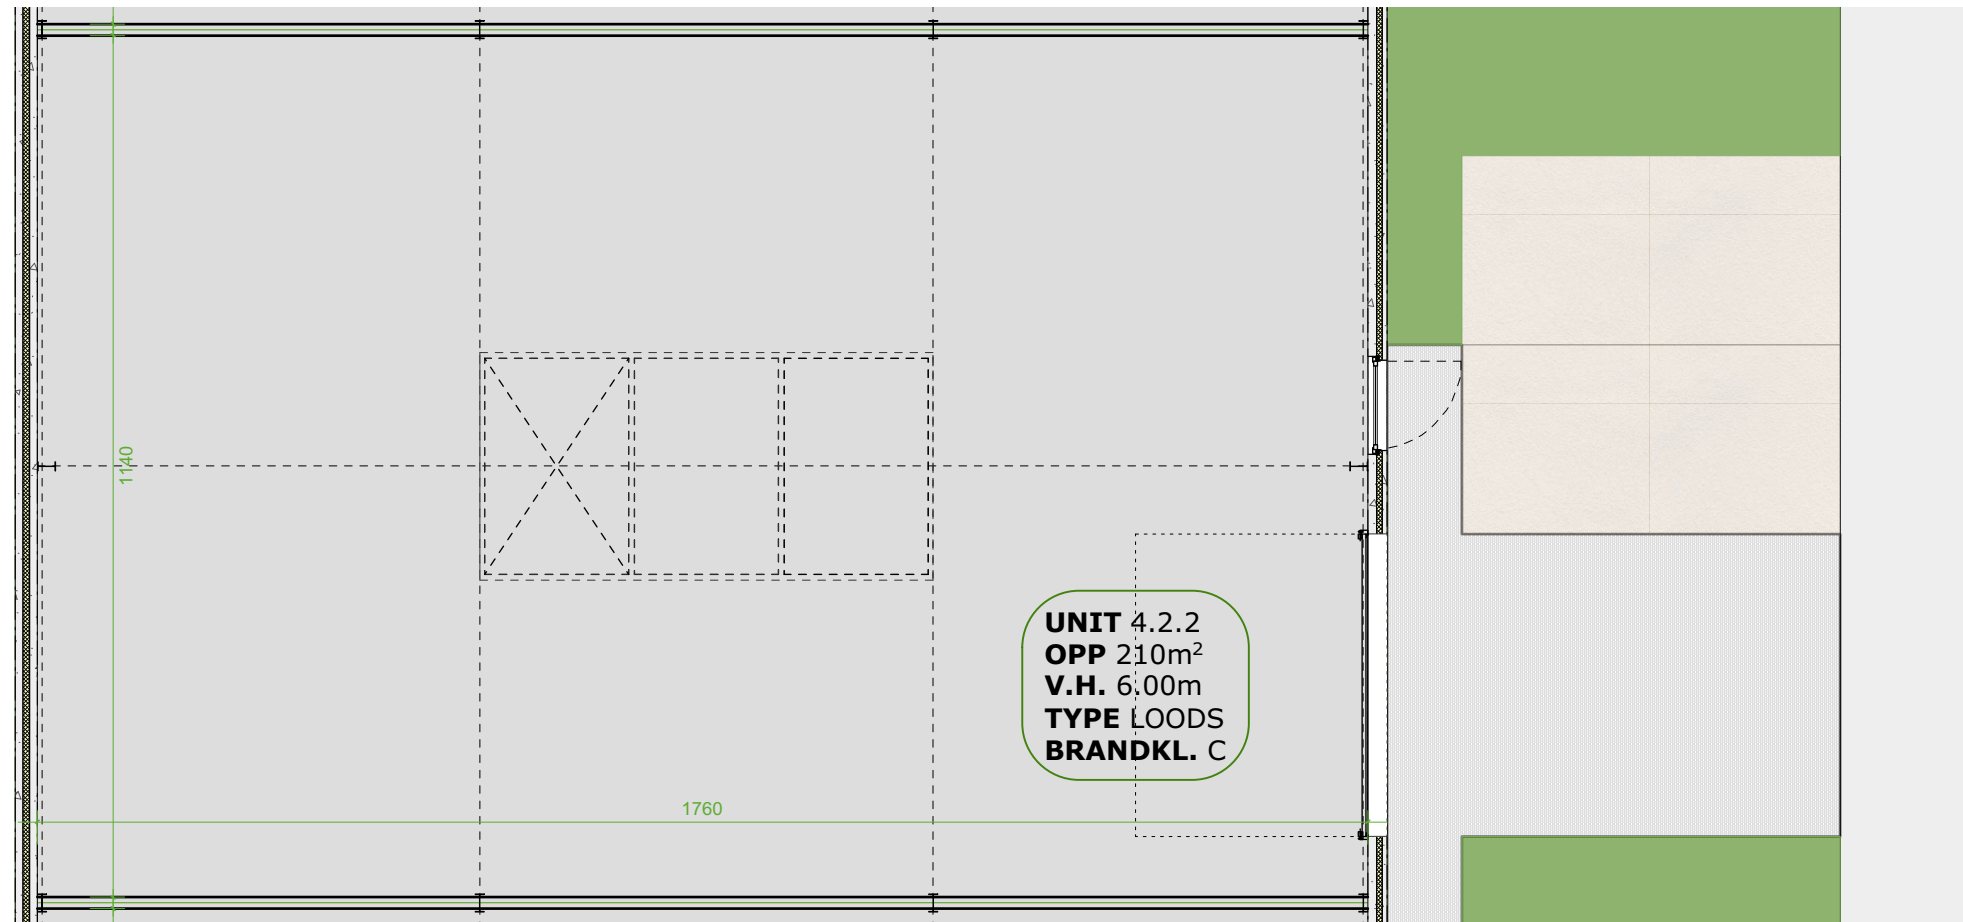 1140
UNIT 4.2.2
OPP 210m²
V.H. 6.00m
TYPE LOODS
BRANDKL. C
1760